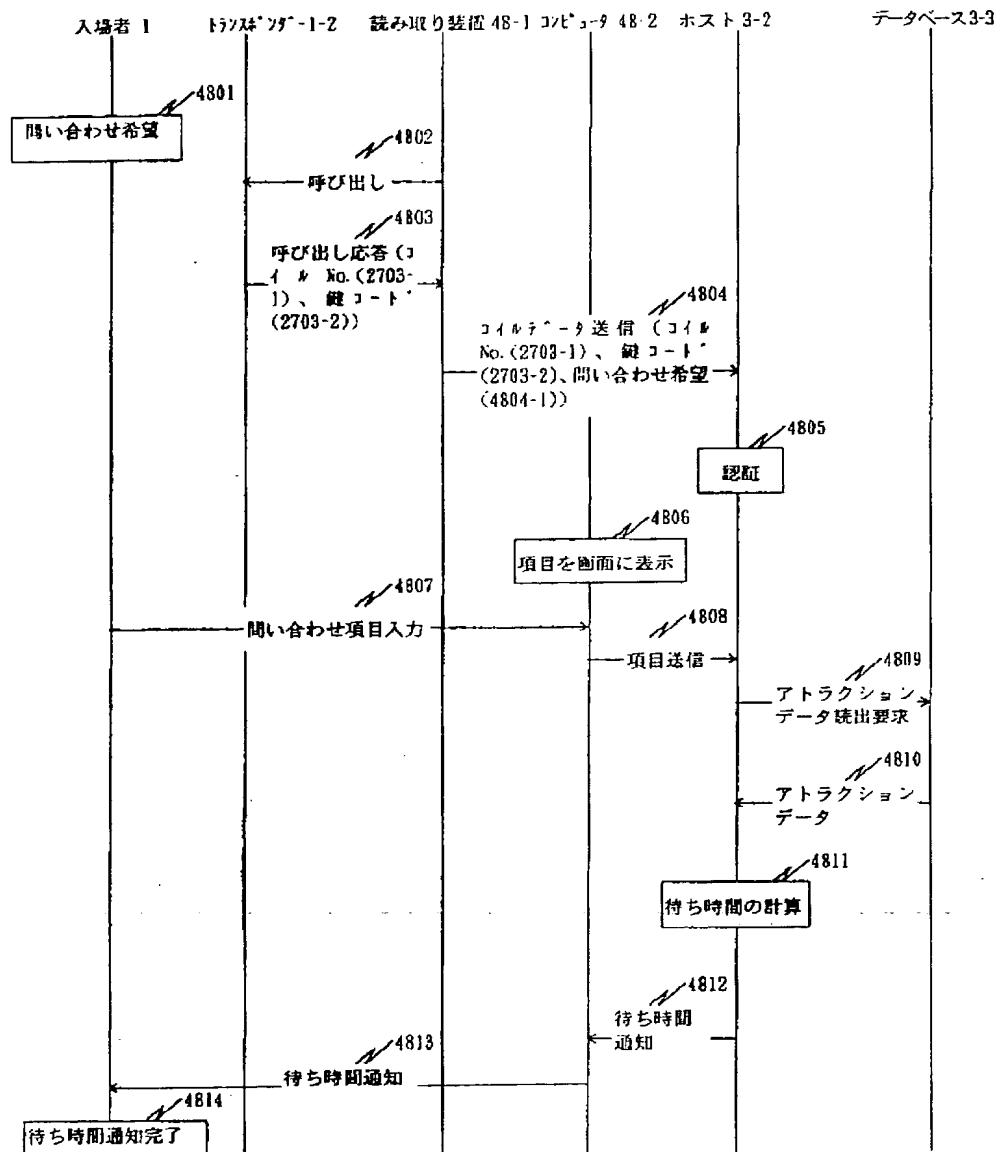 入場者 1 トランスポンダ-1-2 読み取り装置 48-1 コンピュータ 48-2 ホスト 3-2 データベース3-3
4801
問い合わせ希望
4802
呼び出し
4803
呼び出し応答 (コ
イル No. (2703-
1) 、 鍵コード
(2703-2))
4804
コイルデータ送信 (コイル
No. (2703-1) 、 鍵コード
(2703-2)、問い合わせ希望
(4804-1))
4805
認証
4806
項目を画面に表示
4807
問い合わせ項目入力
4808
項目送信
4809
アトラクション
データ読出要求
4810
アトラクション
データ
4811
待ち時間の計算
4812
待ち時間
通知
4813
待ち時間通知
4814
待ち時間通知完了